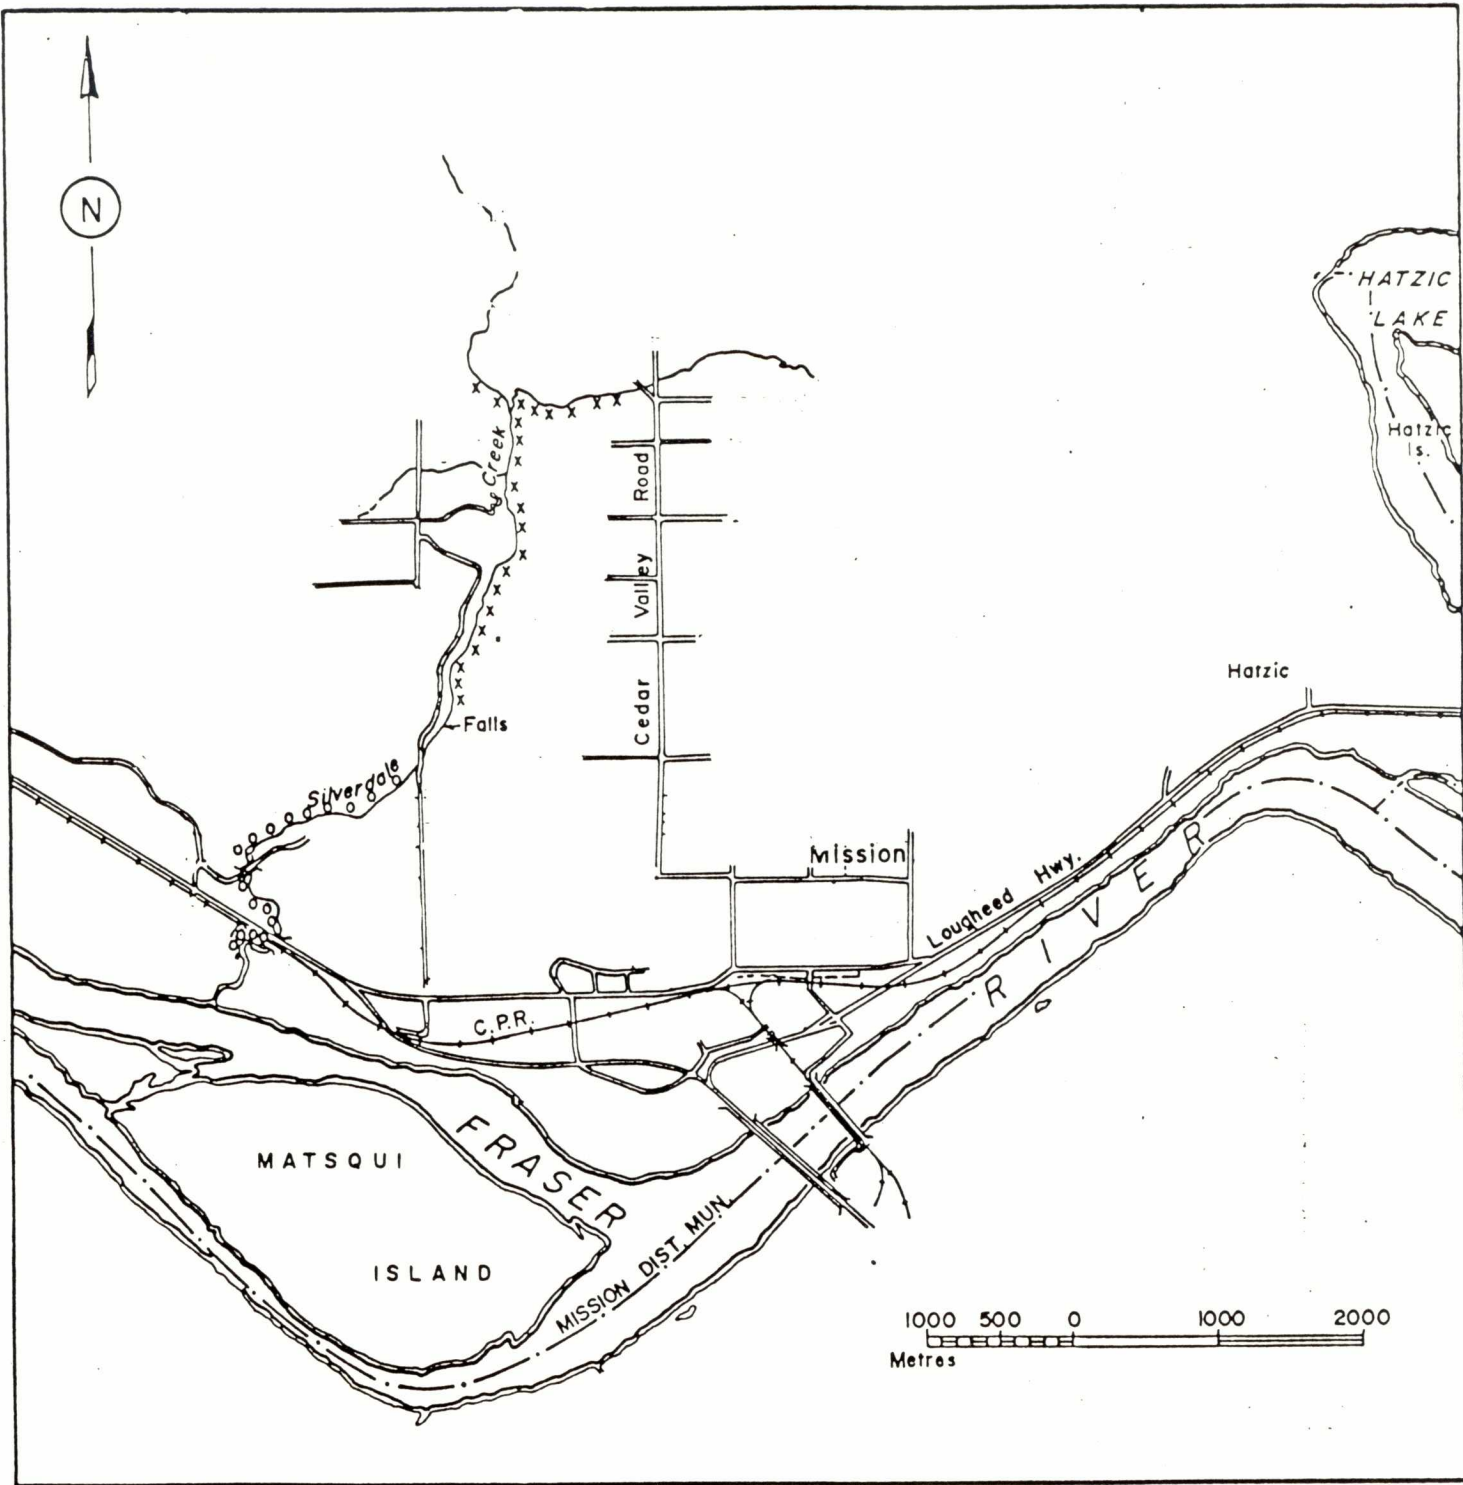 N
HATZIC
LAKE
Hatzic
Is.
Creek
Cedar Valley Road
Hatzic
Falls
Silvergale
Mission
Lougheed Hwy.
C.P.R.
FRASER RIVER
MATSQUI
ISLAND
MISSION DIST. MUN.
1000 500 0 1000 2000
Metres